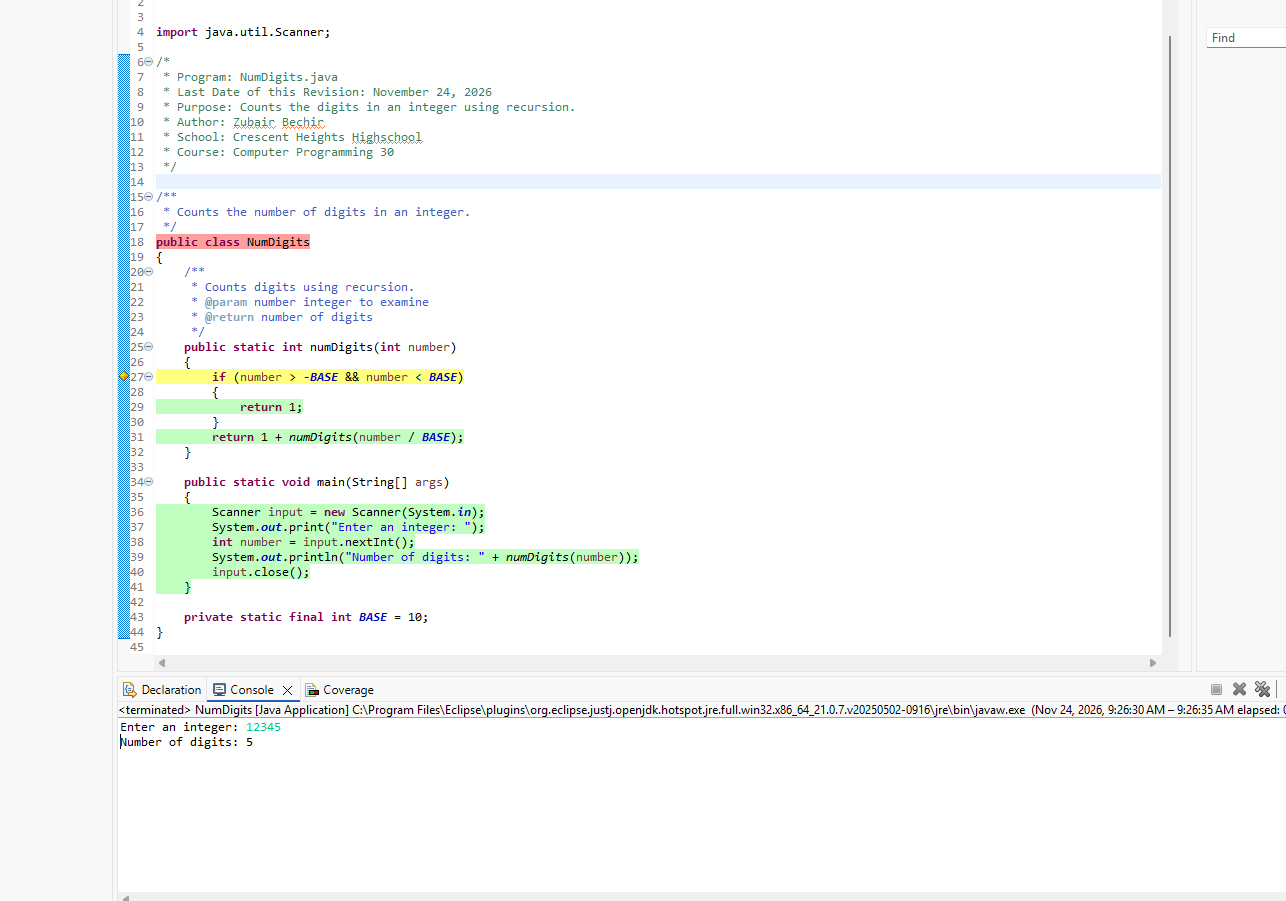 2
3
4 import java.util.Scanner;
5
6 /*
7  * Program: NumDigits.java
8  * Last Date of this Revision: November 24, 2026
9  * Purpose: Counts the digits in an integer using recursion.
10  * Author: Zubair Bechir
11  * School: Crescent Heights Highschool
12  * Course: Computer Programming 30
13  */
14
15 /**
16  * Counts the number of digits in an integer.
17  */
18 public class NumDigits
19 {
20     /**
21      * Counts digits using recursion.
22      * @param number integer to examine
23      * @return number of digits
24      */
25     public static int numDigits(int number)
26     {
27         if (number > -BASE && number < BASE)
28         {
29             return 1;
30         }
31         return 1 + numDigits(number / BASE);
32     }
33
34     public static void main(String[] args)
35     {
36         Scanner input = new Scanner(System.in);
37         System.out.print("Enter an integer: ");
38         int number = input.nextInt();
39         System.out.println("Number of digits: " + numDigits(number));
40         input.close();
41     }
42
43     private static final int BASE = 10;
44 }
45
Find
Declaration Console Coverage
<terminated> NumDigits [Java Application] C:\Program Files\Eclipse\plugins\org.eclipse.justj.openjdk.hotspot.jre.full.win32.x86_64_21.0.7.v20250502-0916\jre\bin\javaw.exe (Nov 24, 2026, 9:26:30 AM – 9:26:35 AM elapsed:
Enter an integer: 12345
Number of digits: 5